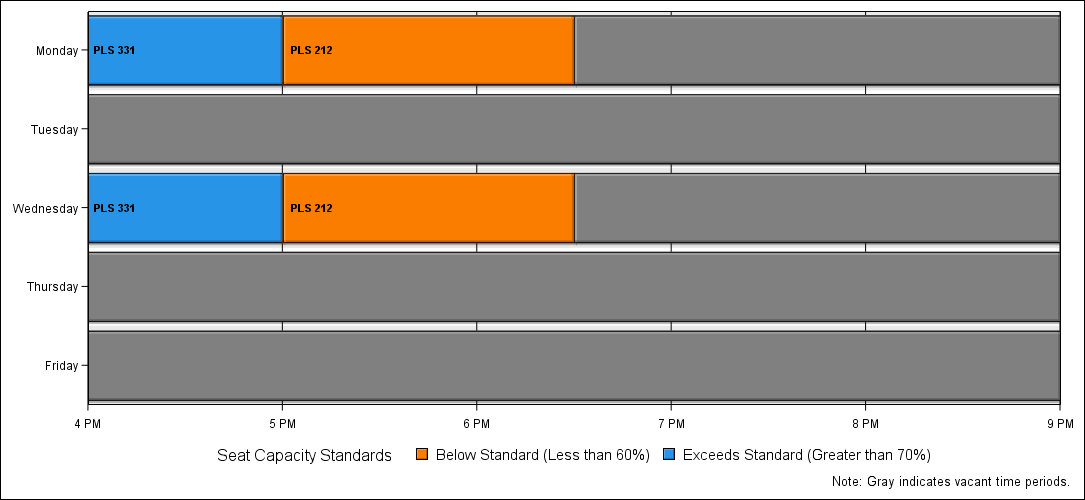 Monday PLS 331 PLS 212
Tuesday
Wednesday PLS 331 PLS 212
Thursday
Friday
4 PM 5 PM 6 PM 7 PM 8 PM 9 PM
Seat Capacity Standards Below Standard (Less than 60%) Exceeds Standard (Greater than 70%)
Note: Gray indicates vacant time periods.